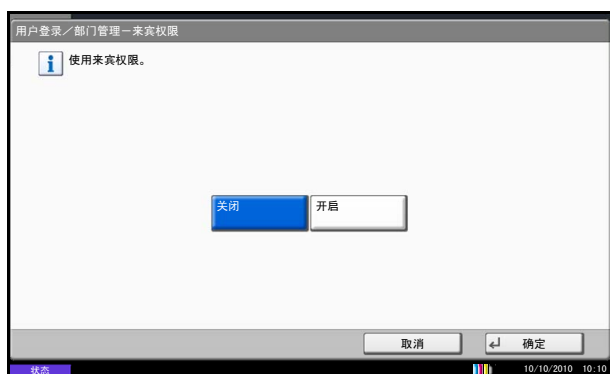 用户登录／部门管理－来宾权限
使用来宾权限。
关闭
开启
取消
确定
状态
10/10/2010 10:10